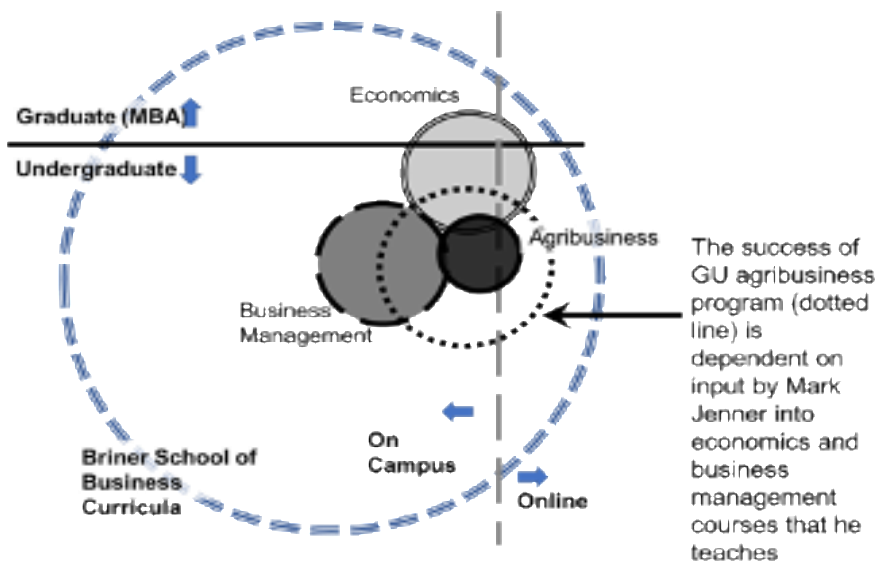 Economics
Graduate (MBA)
Undergraduate
Agribusiness
Business
Management
The success of
GU agribusiness
program (dotted
line) is
dependent on
input by Mark
Jenner into
economics and
business
management
courses that he
teaches
On
Campus
Briner School of
Business
Curricula
Online